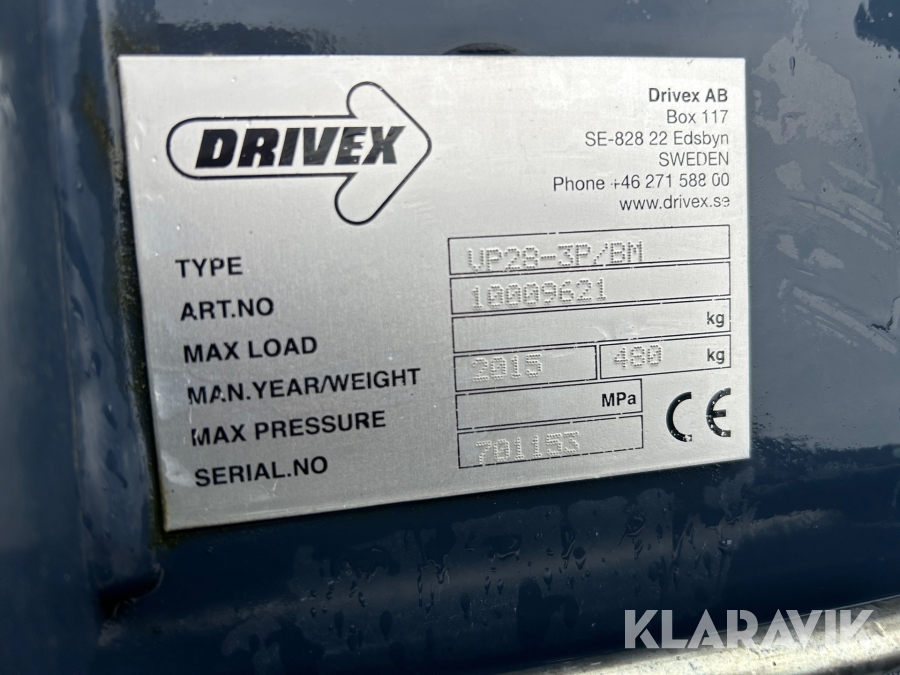 DRIVEX
Drivex AB
Box 117
SE-828 22 Edsbyn
SWEDEN
Phone +46 271 588 00
www.drivex.se
TYPE VP28-3P/BM
ART.NO 10009621
MAX LOAD kg
MAN.YEAR/WEIGHT 2015 480 kg
MAX PRESSURE MPa
SERIAL.NO 701153
CE
KLARAVIK